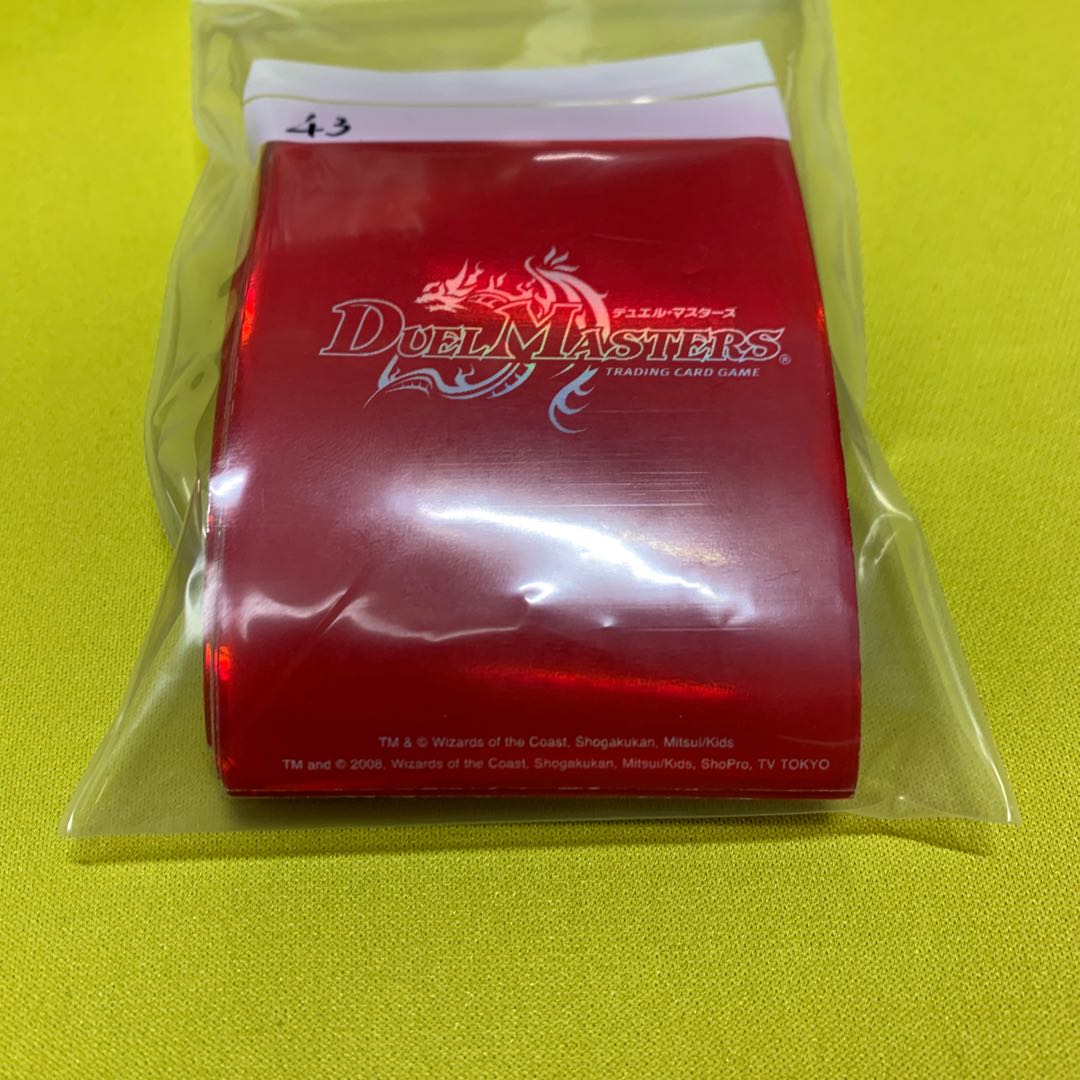 43
デュエル・マスターズ
DUEL MASTERS®
TRADING CARD GAME
TM & © Wizards of the Coast, Shogakukan, Mitsui/Kids
TM and © 2008, Wizards of the Coast, Shogakukan, Mitsui/Kids, ShoPro, TV TOKYO